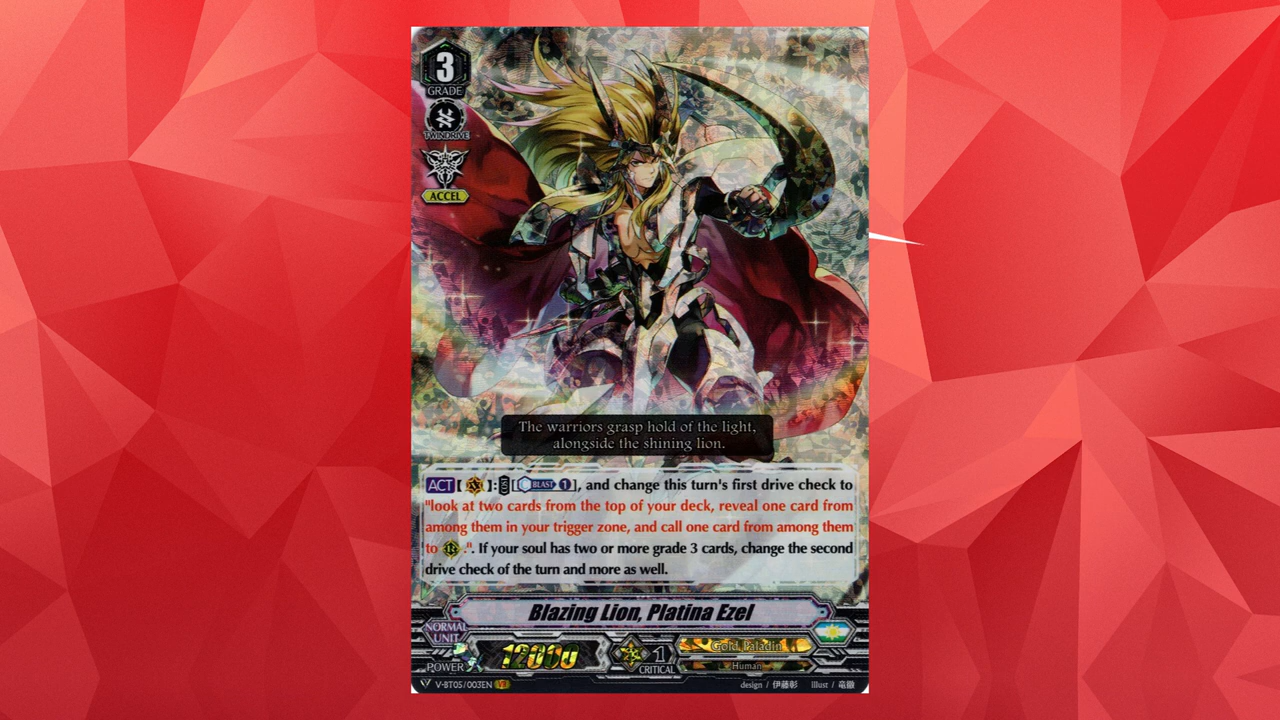 3
GRADE
TWINDRIVE
ACCEL
The warriors grasp hold of the light,
alongside the shining lion.
ACT[ ]:COST[C BLAST 1], and change this turn's first drive check to
"look at two cards from the top of your deck, reveal one card from
among them in your trigger zone, and call one card from among them
to R .". If your soul has two or more grade 3 cards, change the second
drive check of the turn and more as well.
Blazing Lion, Platina Ezel
NORMAL
UNIT
POWER 12000
1
CRITICAL
Gold Paladin
Human
V-BT05/003EN VR
design / 伊藤彰 illust / 竜徹